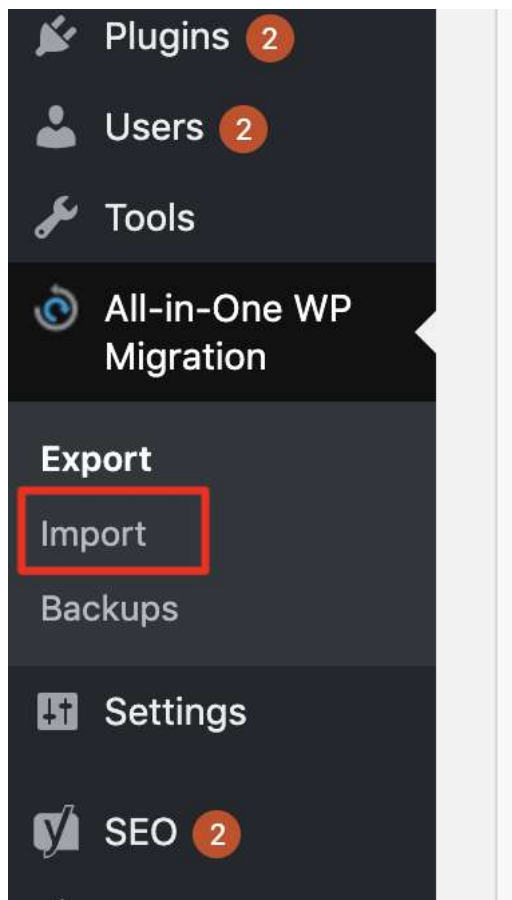 Plugins 2
Users 2
Tools
All-in-One WP
Migration
Export
Import
Backups
Settings
SEO 2